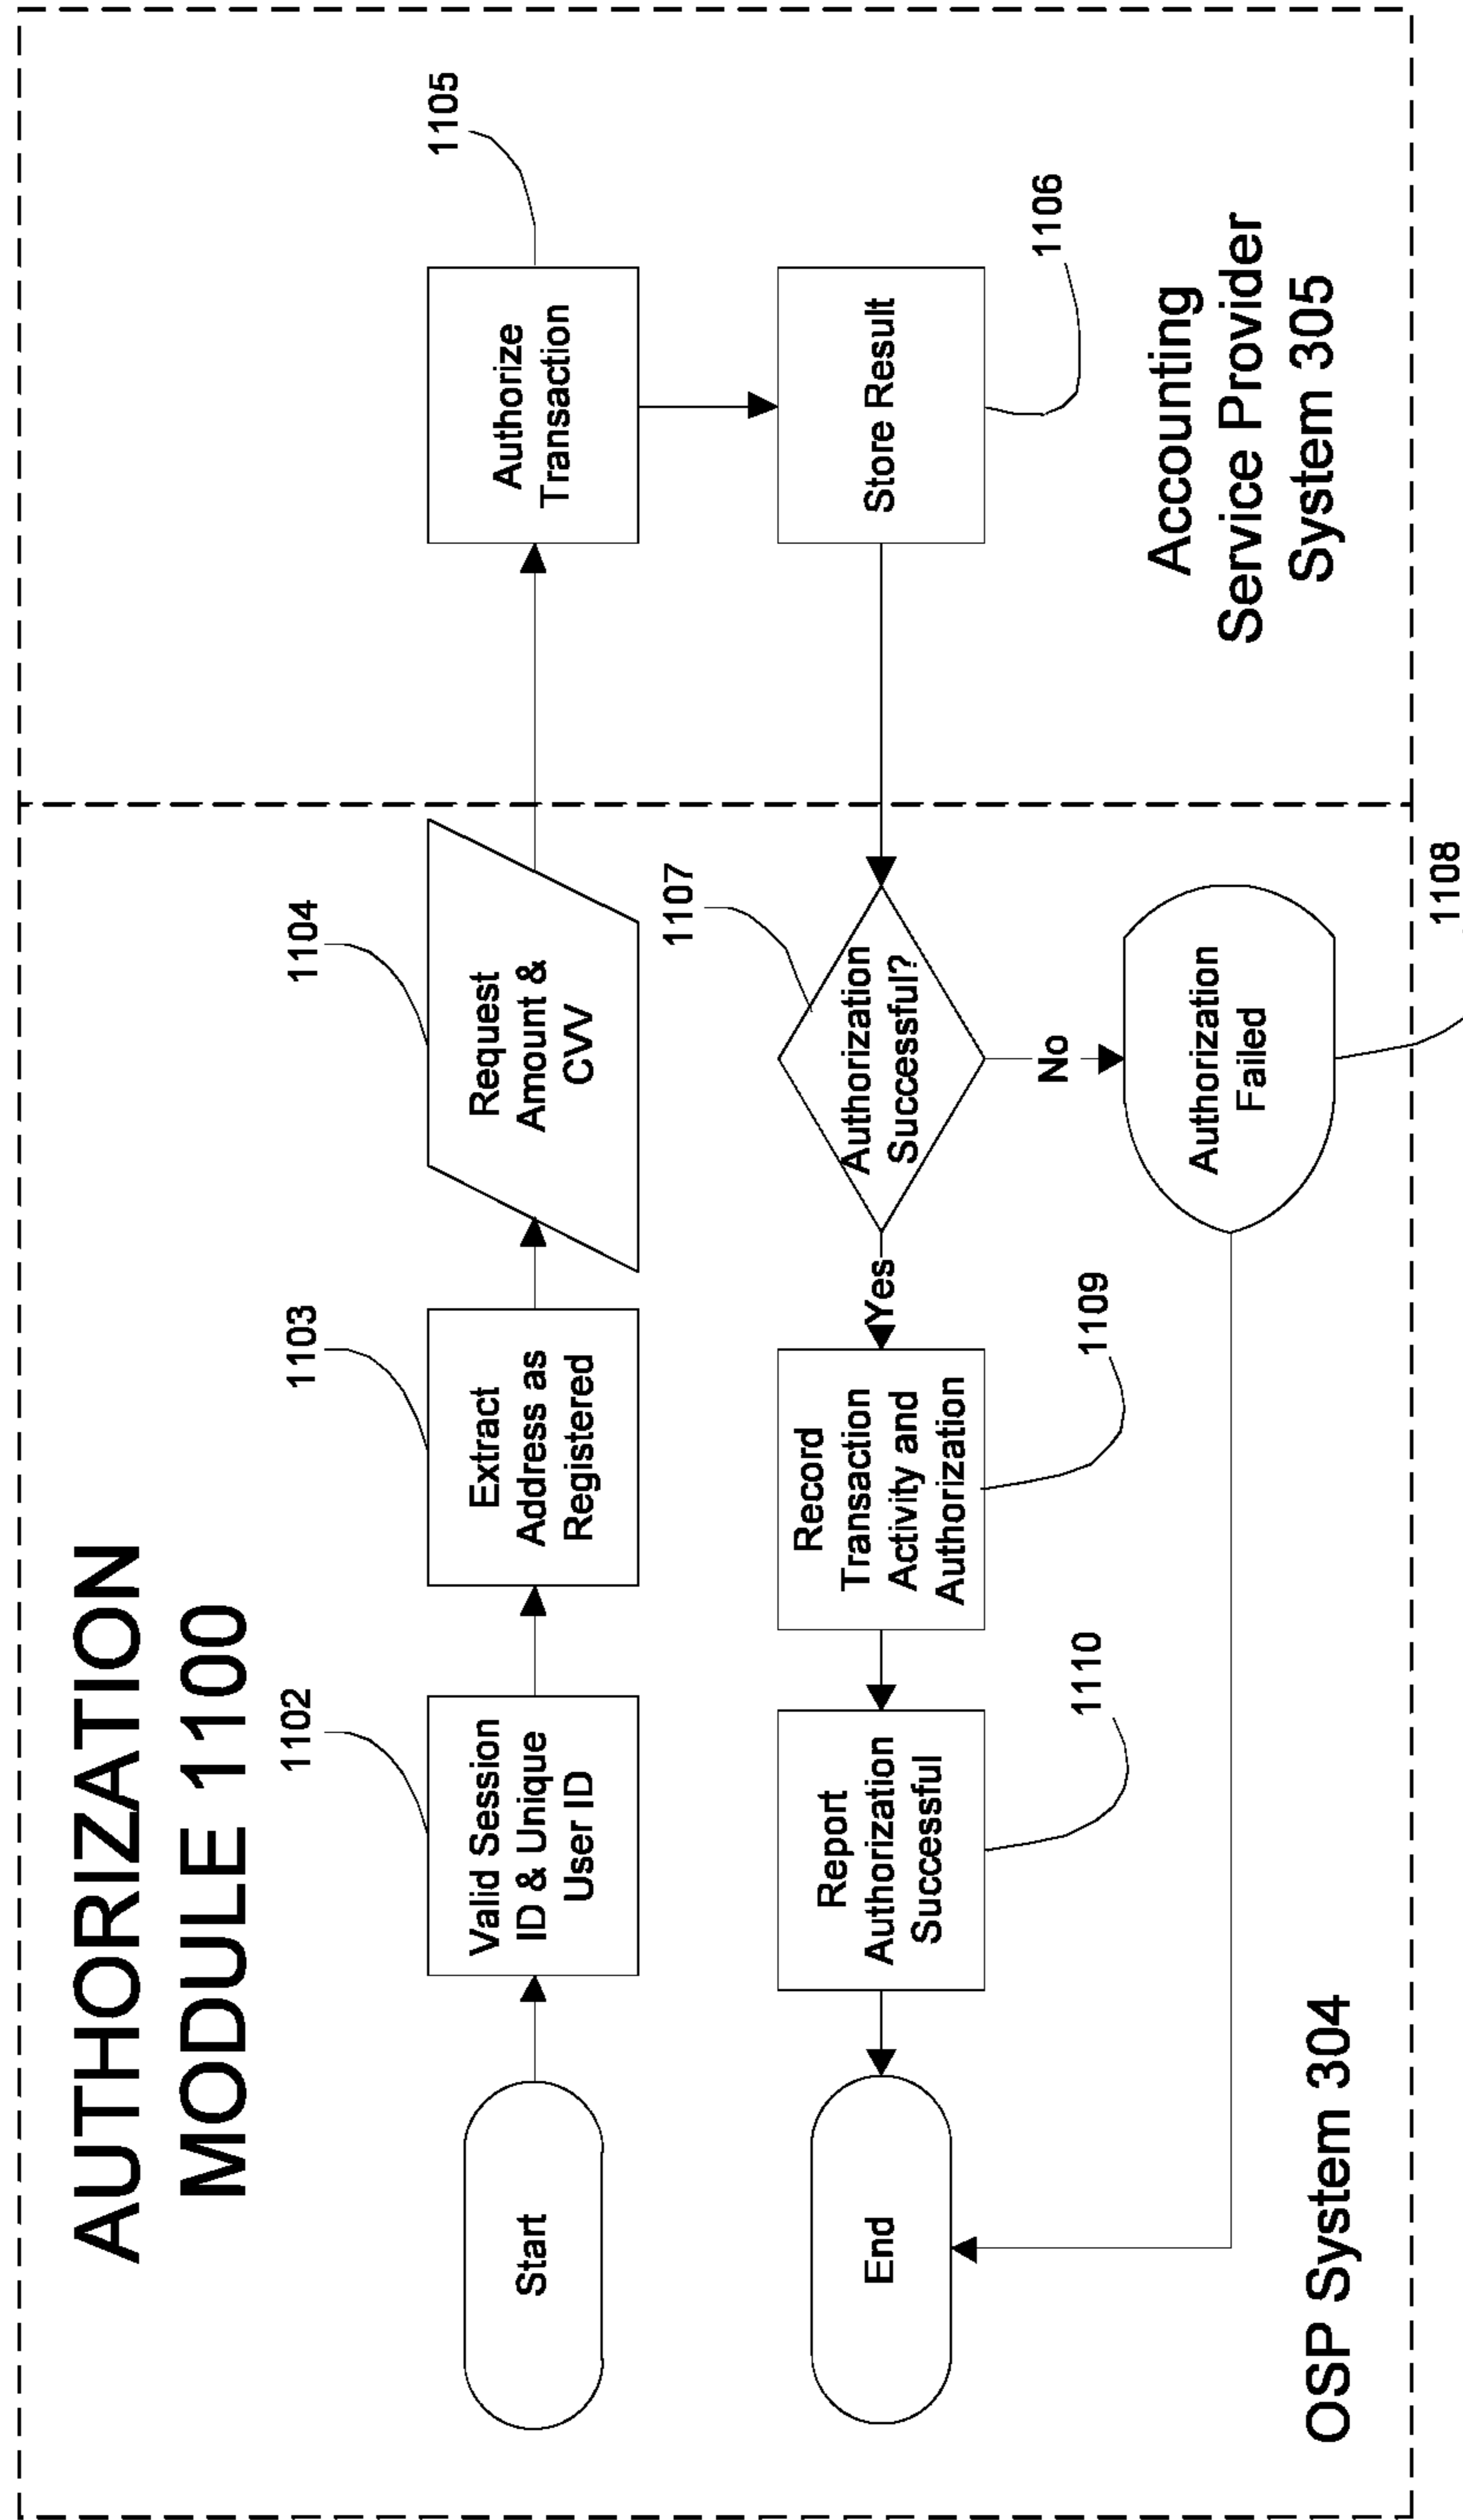 AUTHORIZATION
MODULE 1100
1102
1103
1104
1105
Start
Valid Session
ID & Unique
User ID
Extract
Address as
Registered
Request
Amount &
CVV
Authorize
Transaction
1107
End
Report
Authorization
Successful
Record
Transaction
Activity and
Authorization
Yes
Authorization
Successful?
Store Result
1110
1109
No
1106
Authorization
Failed
1108
OSP System 304
Accounting
Service Provider
System 305